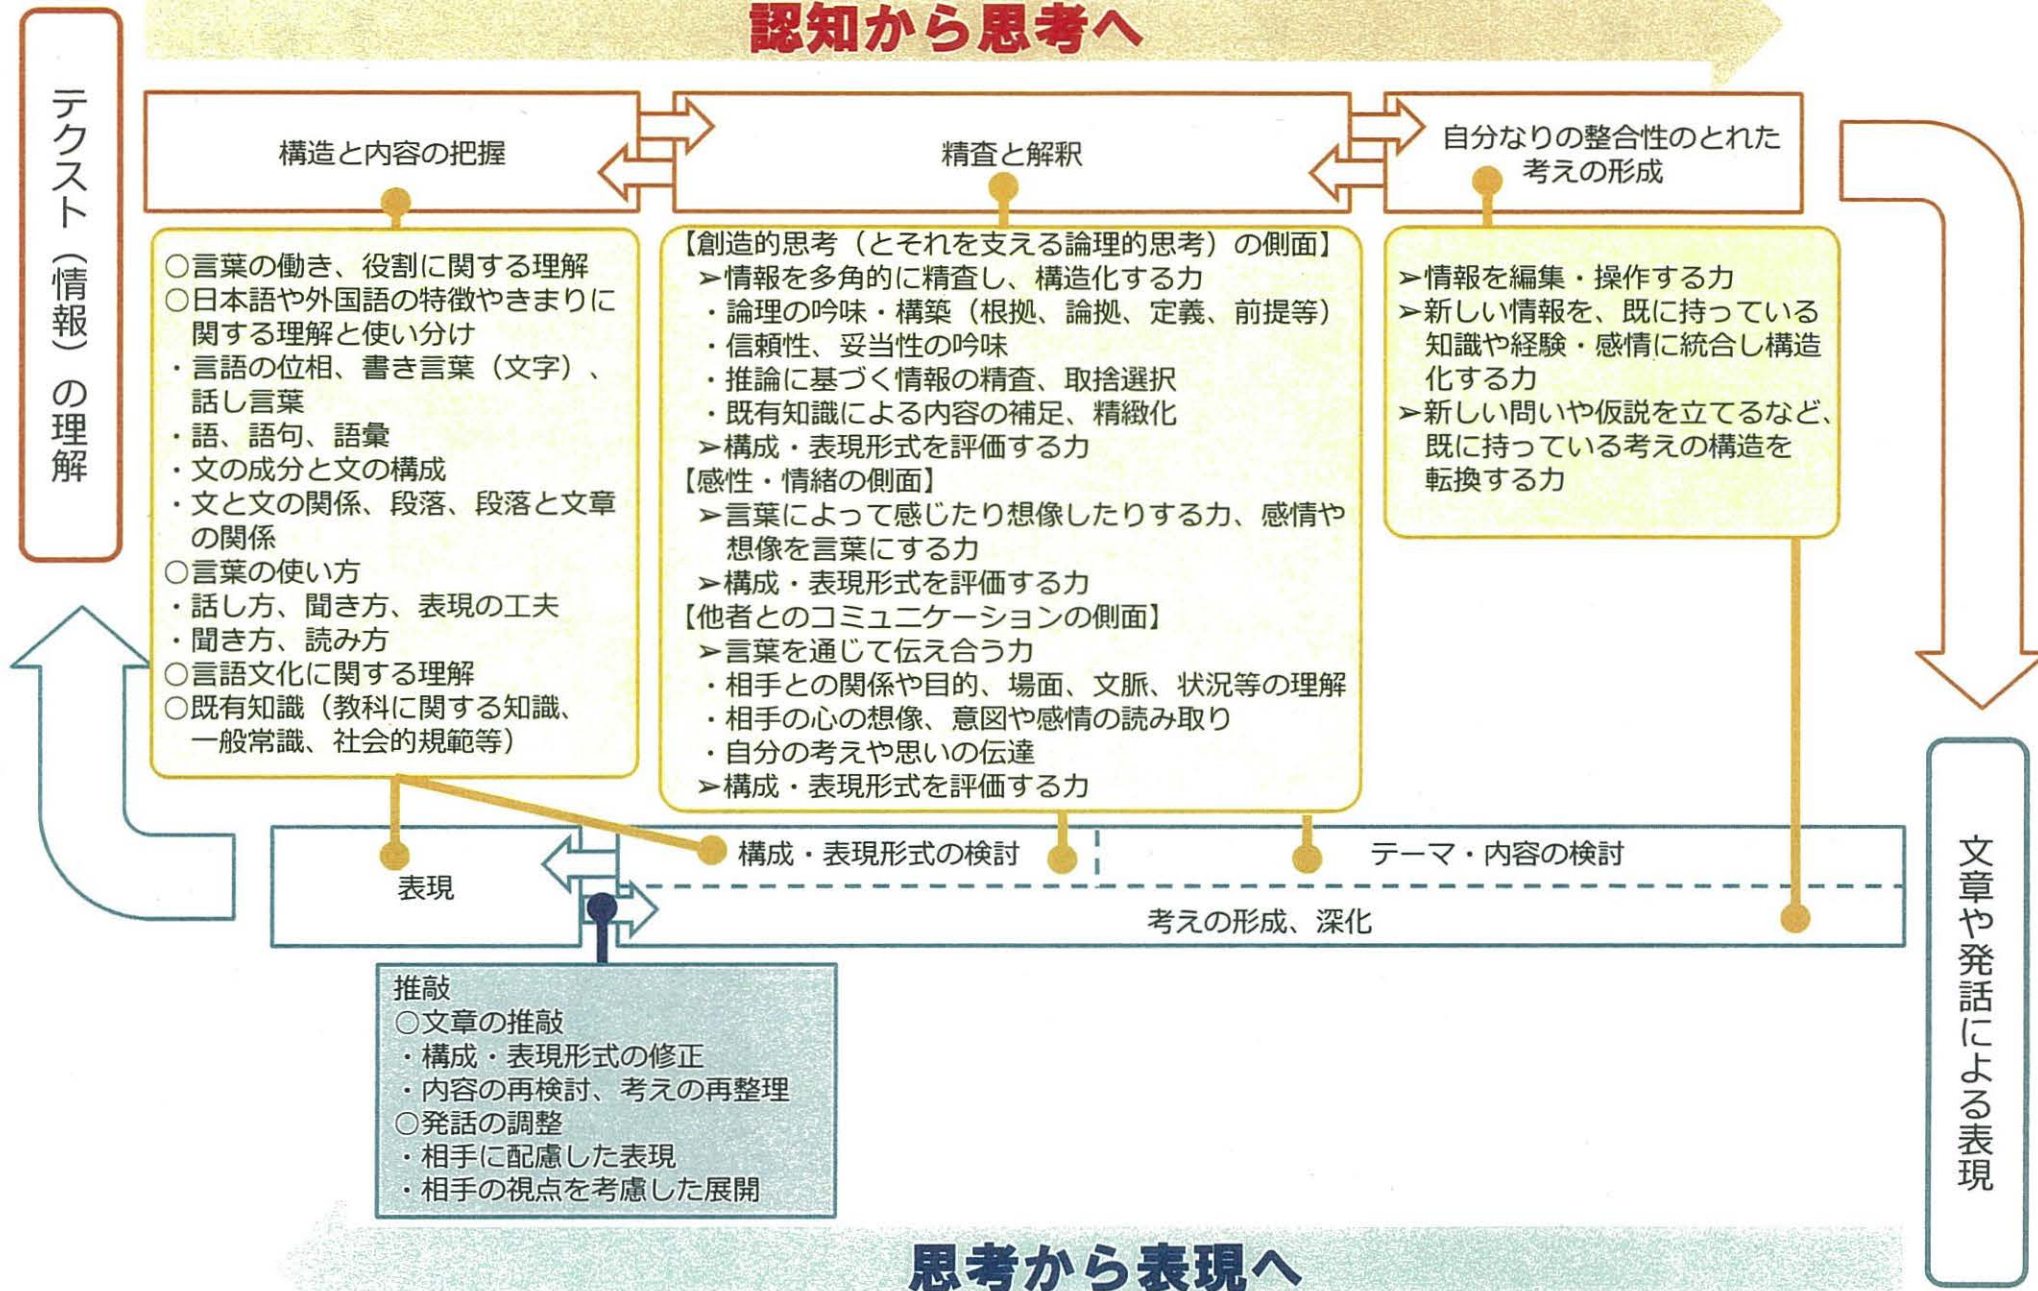 認知から思考へ
テクスト（情報）の理解
構造と内容の把握
精査と解釈
自分なりの整合性のとれた
考えの形成
○言葉の働き、役割に関する理解
○日本語や外国語の特徴やきまりに
関する理解と使い分け
・言語の位相、書き言葉（文字）、
話し言葉
・語、語句、語彙
・文の成分と文の構成
・文と文の関係、段落、段落と文章
の関係
○言葉の使い方
・話し方、聞き方、表現の工夫
・聞き方、読み方
○言語文化に関する理解
○既有知識（教科に関する知識、
一般常識、社会的規範等）
【創造的思考（とそれを支える論理的思考）の側面】
➢情報を多角的に精査し、構造化する力
・論理の吟味・構築（根拠、論拠、定義、前提等）
・信頼性、妥当性の吟味
・推論に基づく情報の精査、取捨選択
・既有知識による内容の補足、精緻化
➢構成・表現形式を評価する力
【感性・情緒の側面】
➢言葉によって感じたり想像したりする力、感情や
想像を言葉にする力
➢構成・表現形式を評価する力
【他者とのコミュニケーションの側面】
➢言葉を通じて伝え合う力
・相手との関係や目的、場面、文脈、状況等の理解
・相手の心の想像、意図や感情の読み取り
・自分の考えや思いの伝達
➢構成・表現形式を評価する力
➢情報を編集・操作する力
➢新しい情報を、既に持っている
知識や経験・感情に統合し構造
化する力
➢新しい問いや仮説を立てるなど、
既に持っている考えの構造を
転換する力
文章や発話による表現
表現
構成・表現形式の検討
テーマ・内容の検討
考えの形成、深化
推敲
○文章の推敲
・構成・表現形式の修正
・内容の再検討、考えの再整理
○発話の調整
・相手に配慮した表現
・相手の視点を考慮した展開
思考から表現へ